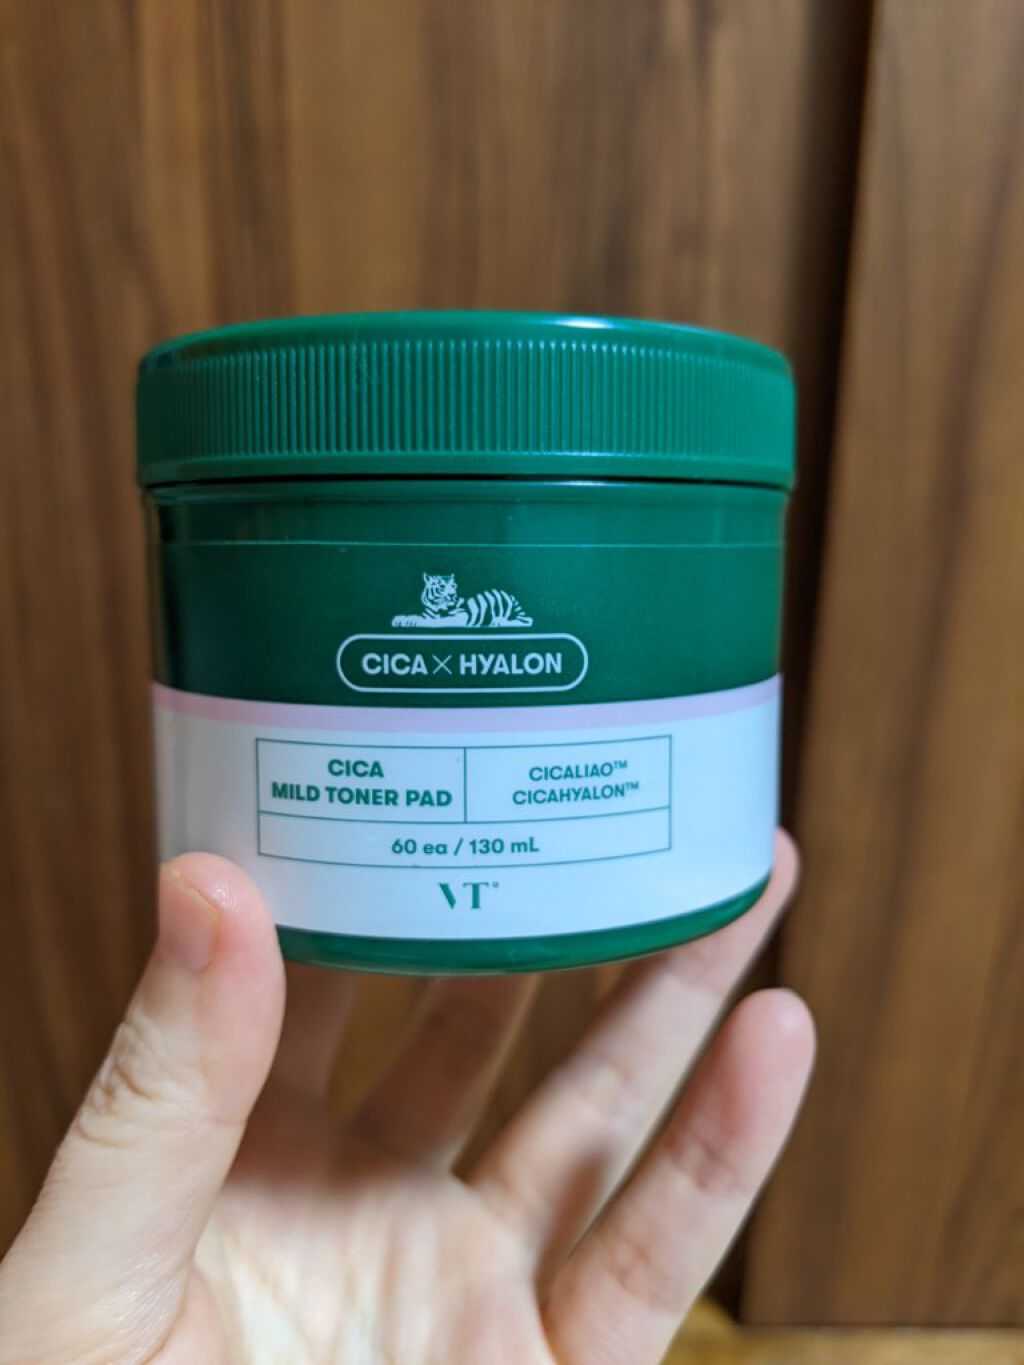 CICA × HYALON
CICA
MILD TONER PAD
CICALIAO™
CICAHYALON™
60 ea / 130 mL
VT®